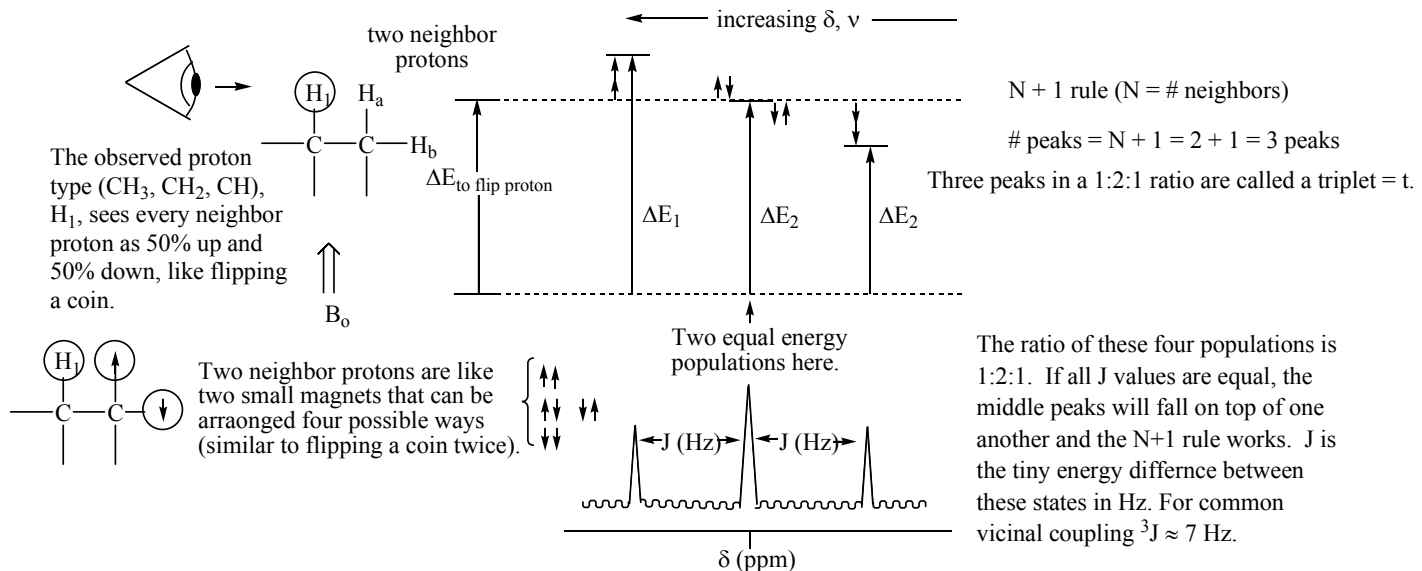 increasing δ, ν
two neighbor
protons
H₁
Hₐ
C
C
H_b
The observed proton
type (CH₃, CH₂, CH),
H₁, sees every neighbor
proton as 50% up and
50% down, like flipping
a coin.
Bₒ
ΔE_to flip proton
ΔE₁
ΔE₂
ΔE₂
N + 1 rule (N = # neighbors)
# peaks = N + 1 = 2 + 1 = 3 peaks
Three peaks in a 1:2:1 ratio are called a triplet = t.
Two equal energy
populations here.
H₁
C
C
Two neighbor protons are like
two small magnets that can be
arraonged four possible ways
(similar to flipping a coin twice).
J (Hz)
J (Hz)
δ (ppm)
The ratio of these four populations is
1:2:1. If all J values are equal, the
middle peaks will fall on top of one
another and the N+1 rule works. J is
the tiny energy differnce between
these states in Hz. For common
vicinal coupling ³J ≈ 7 Hz.